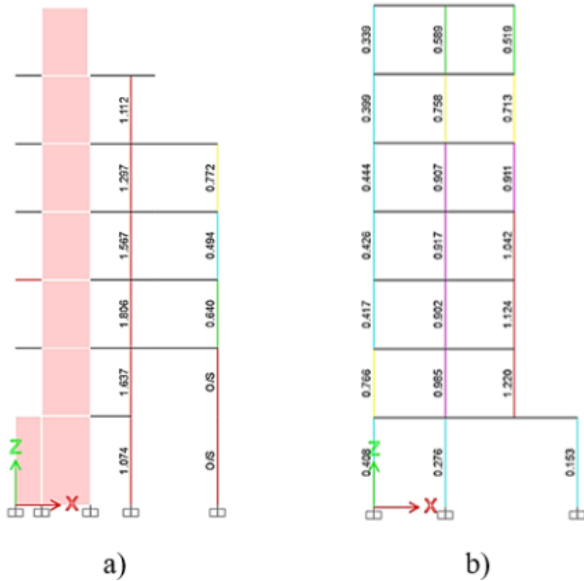 0.339 0.589 0.519
1.112 0.399 0.758 0.713
1.297 0.772 0.444 0.907 0.911
1.567 0.494 0.426 0.917 1.042
1.806 0.640 0.417 0.902 1.124
1.637 O/S 0.766 0.985 1.220
1.074 O/S 0.408 0.276 0.153
Z Z
X X
a) b)